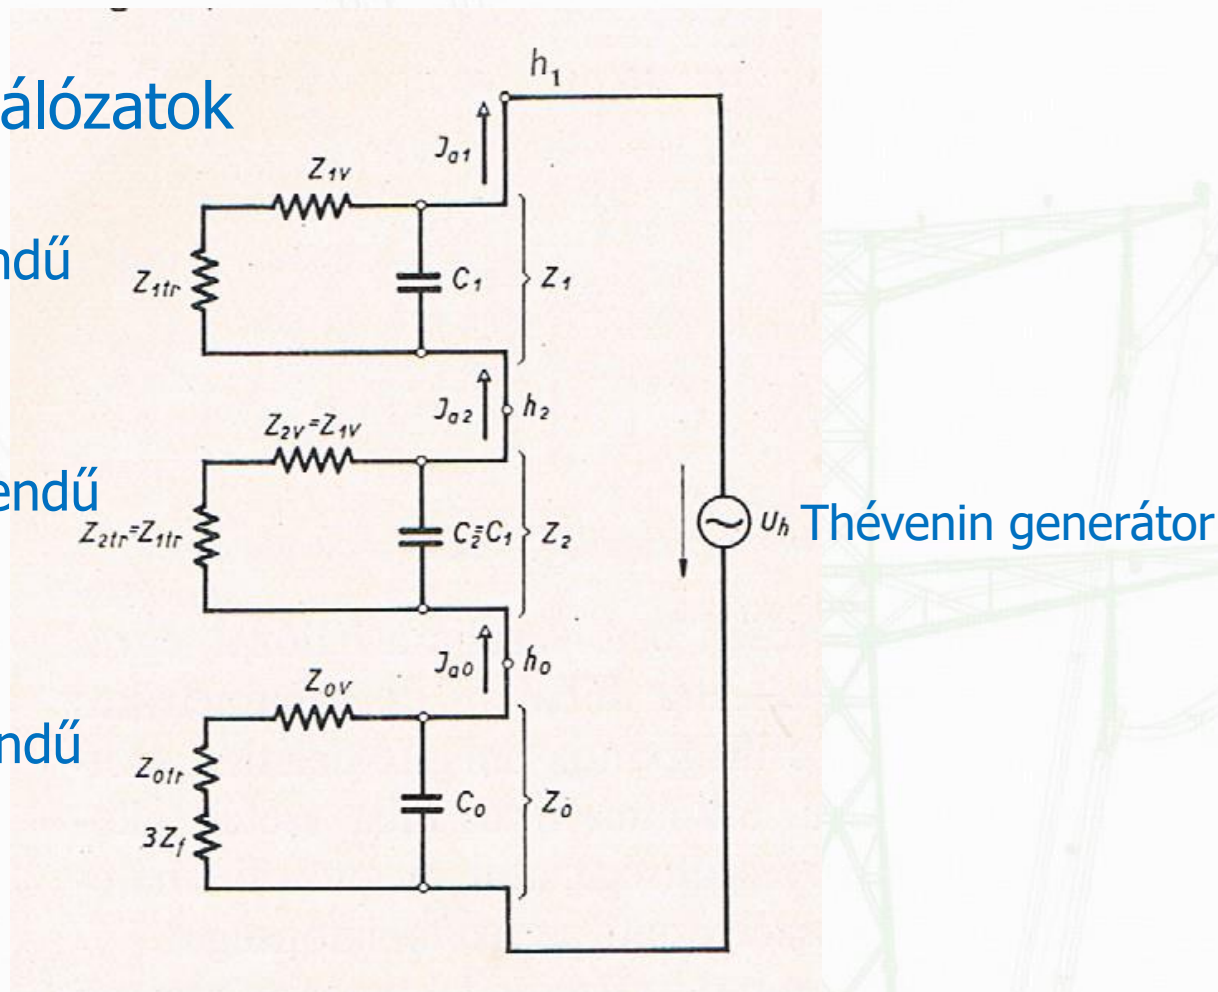 h₁
álózatok
Jₐ₁
Z₁ᵥ
ndű
Z₁tr
C₁
Z₁
Jₐ₂
h₂
Z₂ᵥ=Z₁ᵥ
endű
Z₂tr=Z₁tr
C₂=C₁
Z₂
Uₕ Thévenin generátor
Jₐ₀
h₀
Z₀ᵥ
ndű
Z₀tr
C₀
Z₀
3Z_f